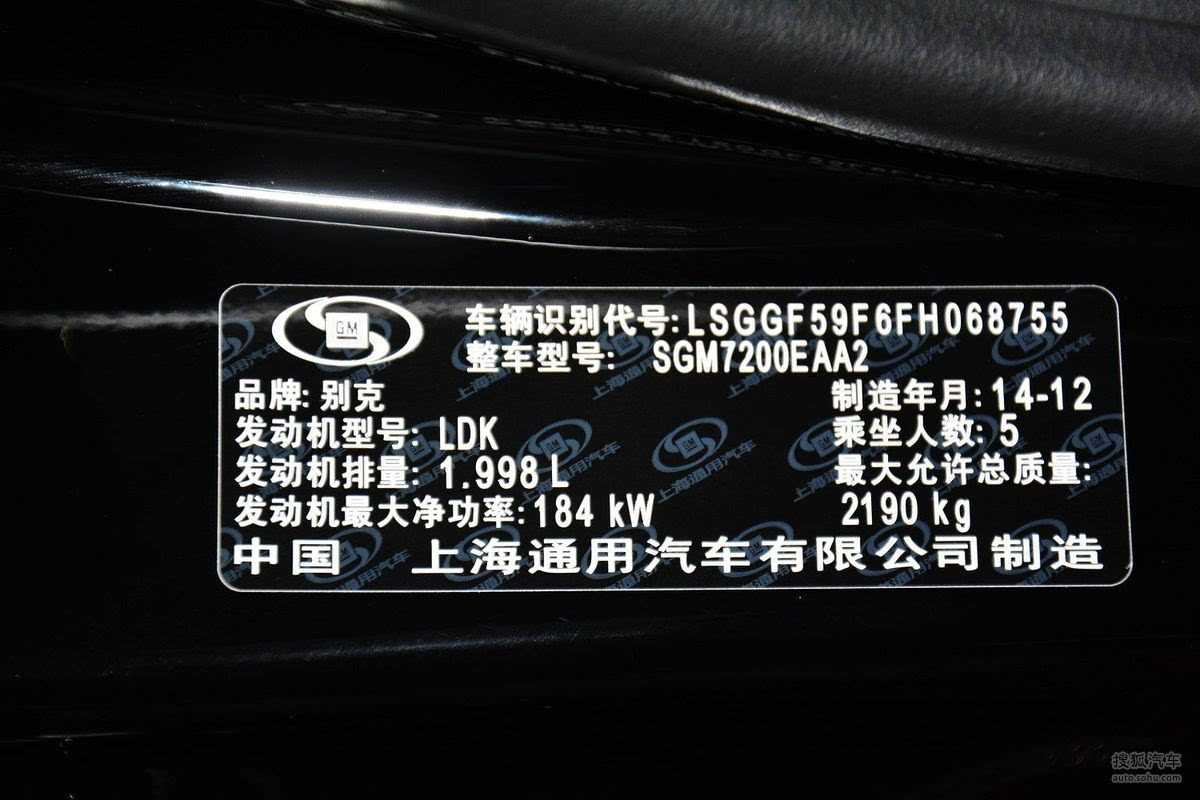 GM
车辆识别代号:LSGGF59F6FH068755
整车型号: SGM7200EAA2
品牌: 别克 制造年月:14-12
发动机型号: LDK 乘坐人数: 5
发动机排量: 1.998 L 最大允许总质量:
发动机最大净功率:184 kW 2190 kg
中国 上海通用汽车有限公司制造
搜狐汽车
auto.sohu.com